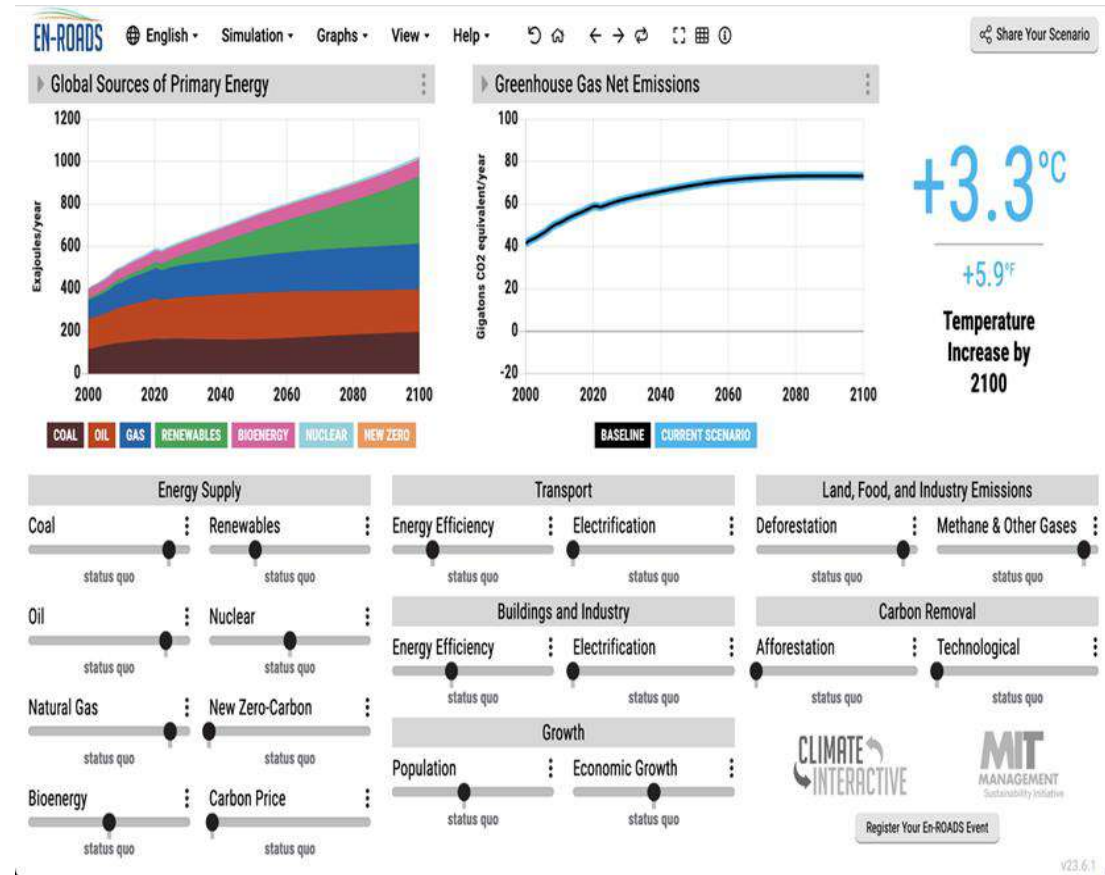 EN-ROADS
English
Simulation
Graphs
View
Help
Share Your Scenario
Global Sources of Primary Energy
1200
1000
800
600
400
200
0
Exajoules/year
2000 2020 2040 2060 2080 2100
COAL OIL GAS RENEWABLES BIOENERGY NUCLEAR NEW ZERO
Greenhouse Gas Net Emissions
100
80
60
40
20
0
-20
Gigatons CO2 equivalent/year
2000 2020 2040 2060 2080 2100
BASELINE CURRENT SCENARIO
+3.3°C
+5.9°F
Temperature
Increase by
2100
Energy Supply
Coal
status quo
Renewables
status quo
Oil
status quo
Nuclear
status quo
Natural Gas
status quo
New Zero-Carbon
status quo
Bioenergy
status quo
Carbon Price
status quo
Transport
Energy Efficiency
status quo
Electrification
status quo
Buildings and Industry
Energy Efficiency
status quo
Electrification
status quo
Growth
Population
status quo
Economic Growth
status quo
Land, Food, and Industry Emissions
Deforestation
status quo
Methane & Other Gases
status quo
Carbon Removal
Afforestation
status quo
Technological
status quo
CLIMATE
INTERACTIVE
MIT
MANAGEMENT
Sustainability Initiative
Register Your En-ROADS Event
v23.6.1